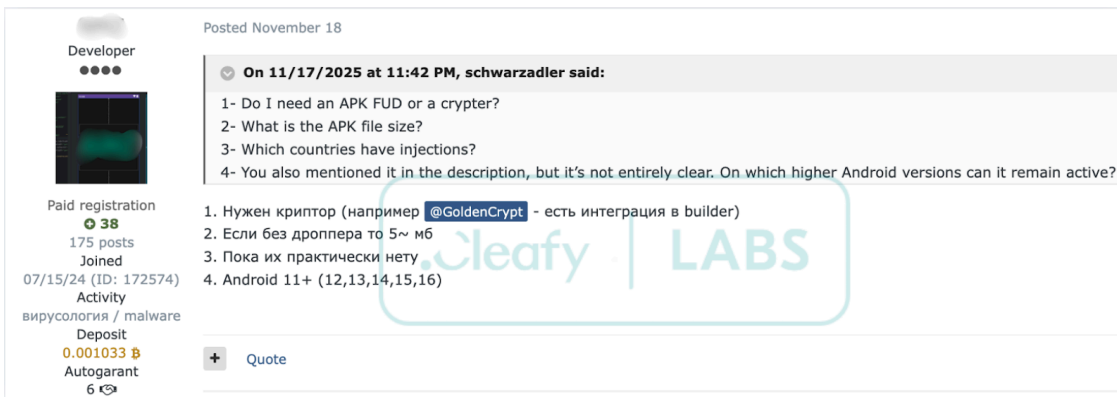 Developer
Posted November 18
On 11/17/2025 at 11:42 PM, schwarzadler said:
1- Do I need an APK FUD or a crypter?
2- What is the APK file size?
3- Which countries have injections?
4- You also mentioned it in the description, but it's not entirely clear. On which higher Android versions can it remain active?
Paid registration
38
175 posts
Joined
07/15/24 (ID: 172574)
Activity
вирусология / malware
Deposit
0.001033 ₿
Autogarant
6
1. Нужен криптор (например @GoldenCrypt - есть интеграция в builder)
2. Если без дроппера то 5~ мб
3. Пока их практически нету
4. Android 11+ (12,13,14,15,16)
.Cleafy | LABS
+ Quote